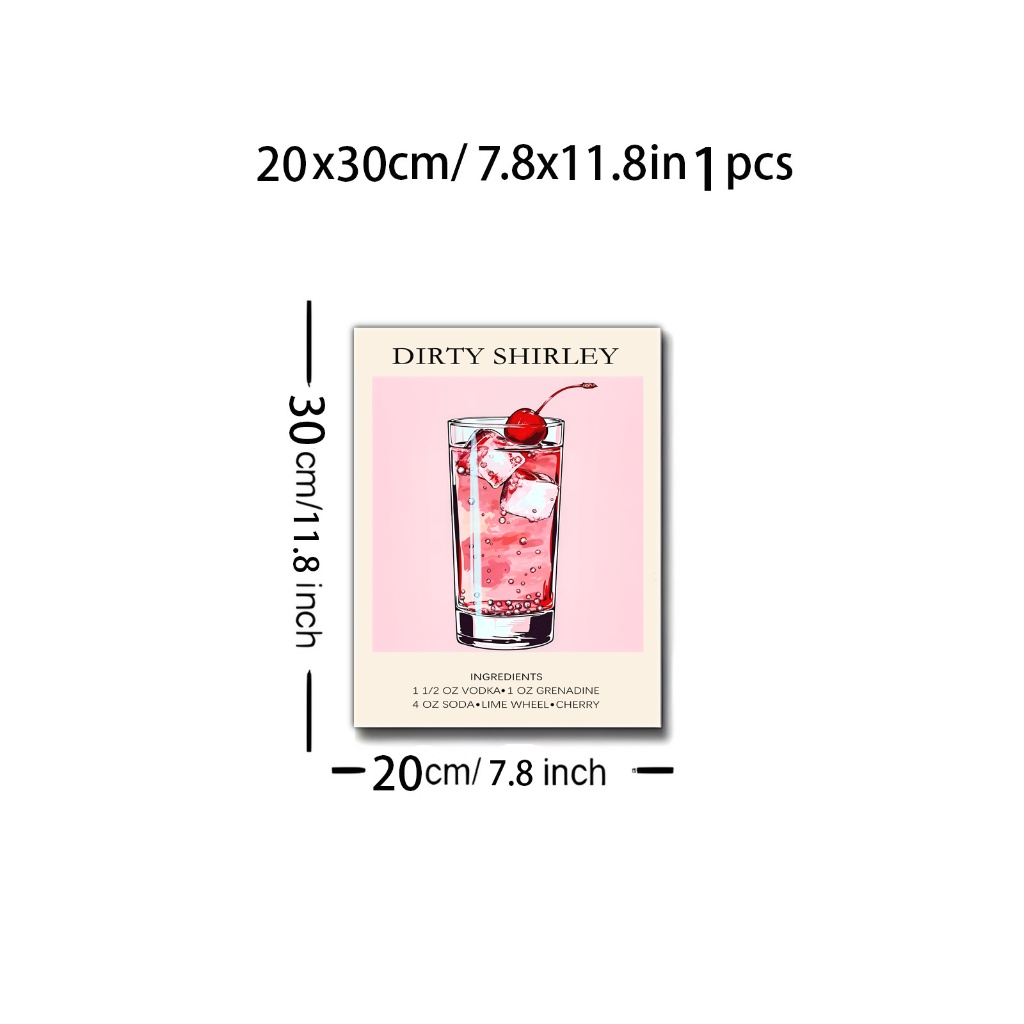 20x30cm/ 7.8x11.8in 1 pcs
DIRTY SHIRLEY
30cm/11.8 inch
INGREDIENTS
1 1/2 OZ VODKA•1 OZ GRENADINE
4 OZ SODA•LIME WHEEL•CHERRY
20cm/ 7.8 inch